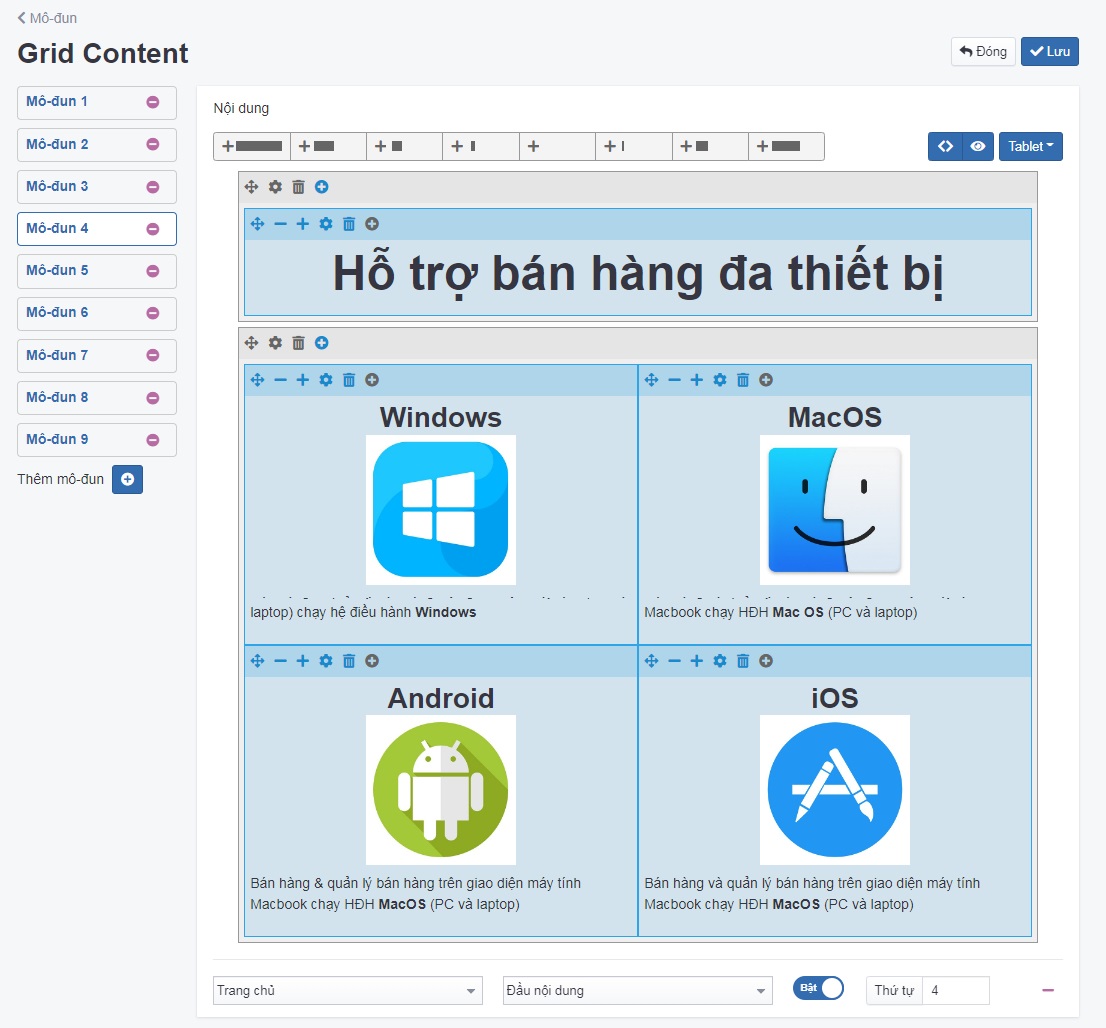 Mô-đun
Grid Content
Đóng
Lưu
Mô-đun 1
Mô-đun 2
Mô-đun 3
Mô-đun 4
Mô-đun 5
Mô-đun 6
Mô-đun 7
Mô-đun 8
Mô-đun 9
Thêm mô-đun
Nội dung
Tablet
Hỗ trợ bán hàng đa thiết bị
Windows
laptop) chạy hệ điều hành Windows
MacOS
Macbook chạy HĐH Mac OS (PC và laptop)
Android
Bán hàng & quản lý bán hàng trên giao diện máy tính
Macbook chạy HĐH MacOS (PC và laptop)
iOS
Bán hàng và quản lý bán hàng trên giao diện máy tính
Macbook chạy HĐH MacOS (PC và laptop)
Trang chủ
Đầu nội dung
Bật
Thứ tự
4